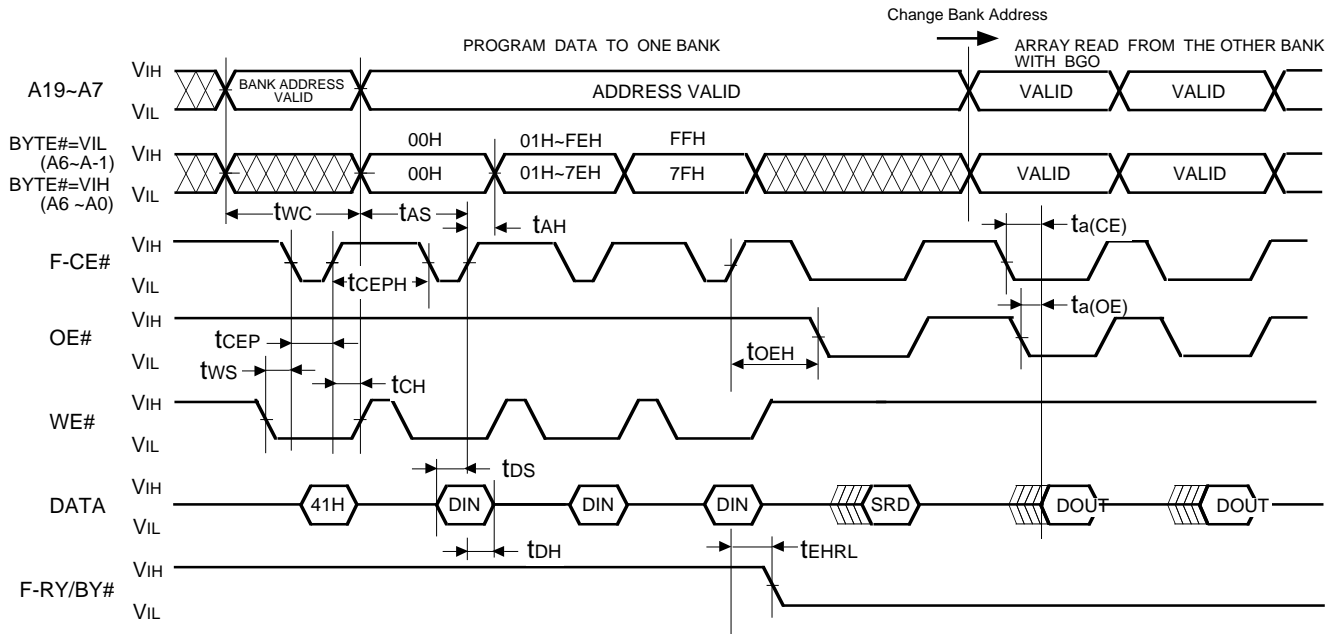 Change Bank Address
PROGRAM DATA TO ONE BANK
ARRAY READ FROM THE OTHER BANK
WITH BGO
A19~A7
VIH
VIL
BANK ADDRESS
VALID
ADDRESS VALID
VALID
VALID
BYTE#=VIL
(A6~A-1)
BYTE#=VIH
(A6 ~A0)
VIH
VIL
00H
01H~FEH
FFH
00H
01H~7EH
7FH
VALID
VALID
tWC
tAS
tAH
ta(CE)
F-CE#
VIH
VIL
tCEPH
ta(OE)
OE#
VIH
VIL
tCEP
tOEH
tWS
tCH
WE#
VIH
VIL
tDS
DATA
VIH
VIL
41H
DIN
DIN
DIN
SRD
DOUT
DOUT
tDH
tEHRL
F-RY/BY#
VIH
VIL